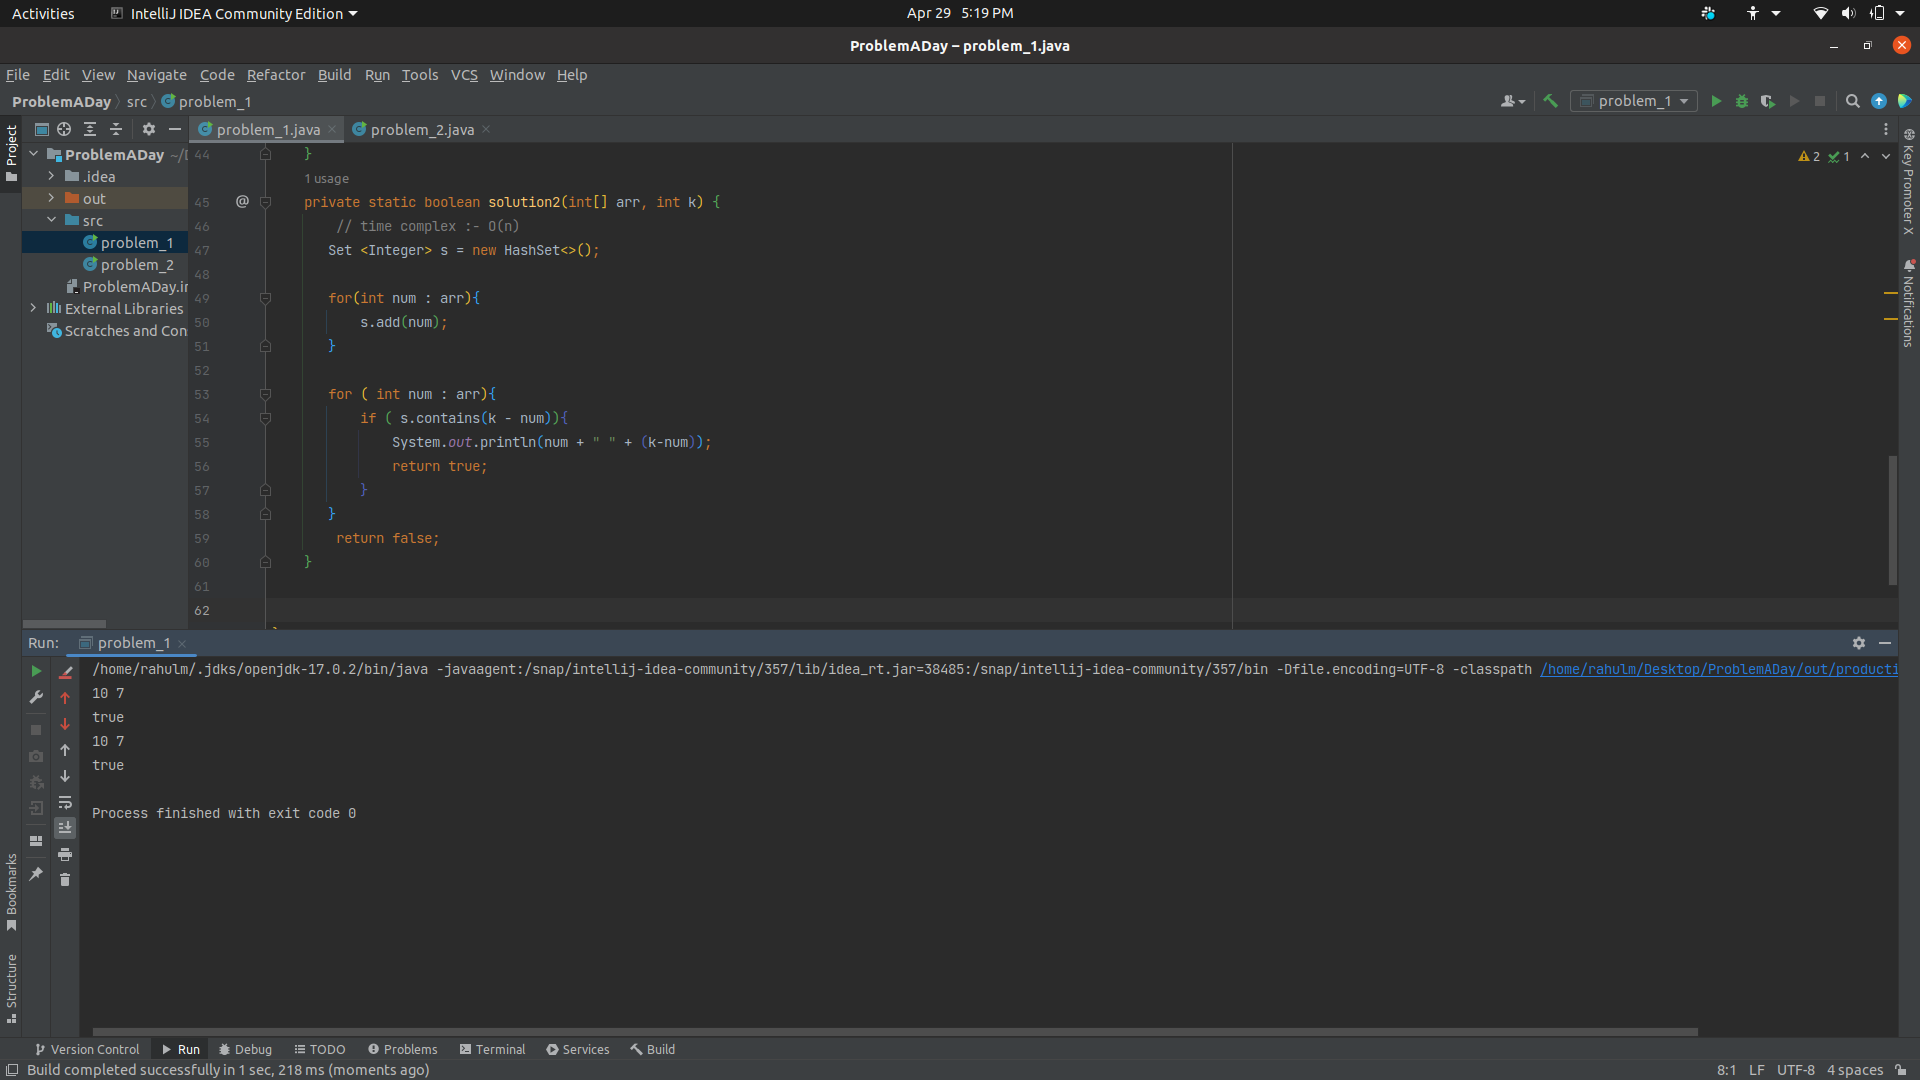 Activities
IntelliJ IDEA Community Edition
Apr 29 5:19 PM
ProblemADay – problem_1.java
File Edit View Navigate Code Refactor Build Run Tools VCS Window Help
ProblemADay src problem_1
problem_1
Project
problem_1.java
problem_2.java
ProblemADay ~/D
.idea
out
src
problem_1
problem_2
ProblemADay.in
External Libraries
Scratches and Con
2 1
44 }
1 usage
45 @ private static boolean solution2(int[] arr, int k) {
46 // time complex :- O(n)
47 Set <Integer> s = new HashSet<>();
48
49 for(int num : arr){
50 s.add(num);
51 }
52
53 for ( int num : arr){
54 if ( s.contains(k - num)){
55 System.out.println(num + " " + (k-num));
56 return true;
57 }
58 }
59 return false;
60 }
61
62
Key Promoter X
Notifications
Run: problem_1
/home/rahulm/.jdks/openjdk-17.0.2/bin/java -javaagent:/snap/intellij-idea-community/357/lib/idea_rt.jar=38485:/snap/intellij-idea-community/357/bin -Dfile.encoding=UTF-8 -classpath /home/rahulm/Desktop/ProblemADay/out/producti
10 7
true
10 7
true
Process finished with exit code 0
Bookmarks
Structure
Version Control Run Debug TODO Problems Terminal Services Build
Build completed successfully in 1 sec, 218 ms (moments ago)
8:1 LF UTF-8 4 spaces